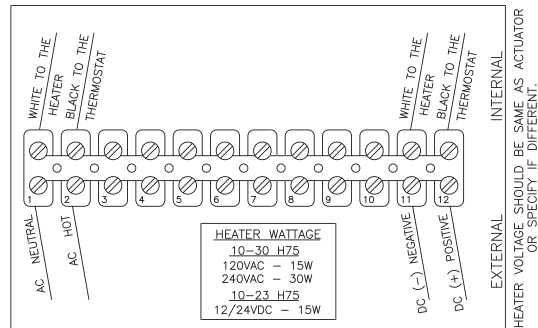 WHITE TO THE
HEATER
BLACK TO THE
THERMOSTAT
WHITE TO THE
HEATER
BLACK TO THE
THERMOSTAT
INTERNAL
1 2 3 4 5 6 7 8 9 10 11 12
AC NEUTRAL
AC HOT
DC (-) NEGATIVE
DC (+) POSITIVE
EXTERNAL
HEATER WATTAGE
10-30 H75
120VAC - 15W
240VAC - 30W
10-23 H75
12/24VDC - 15W
HEATER VOLTAGE SHOULD BE SAME AS ACTUATOR
OR SPECIFY IF DIFFERENT.